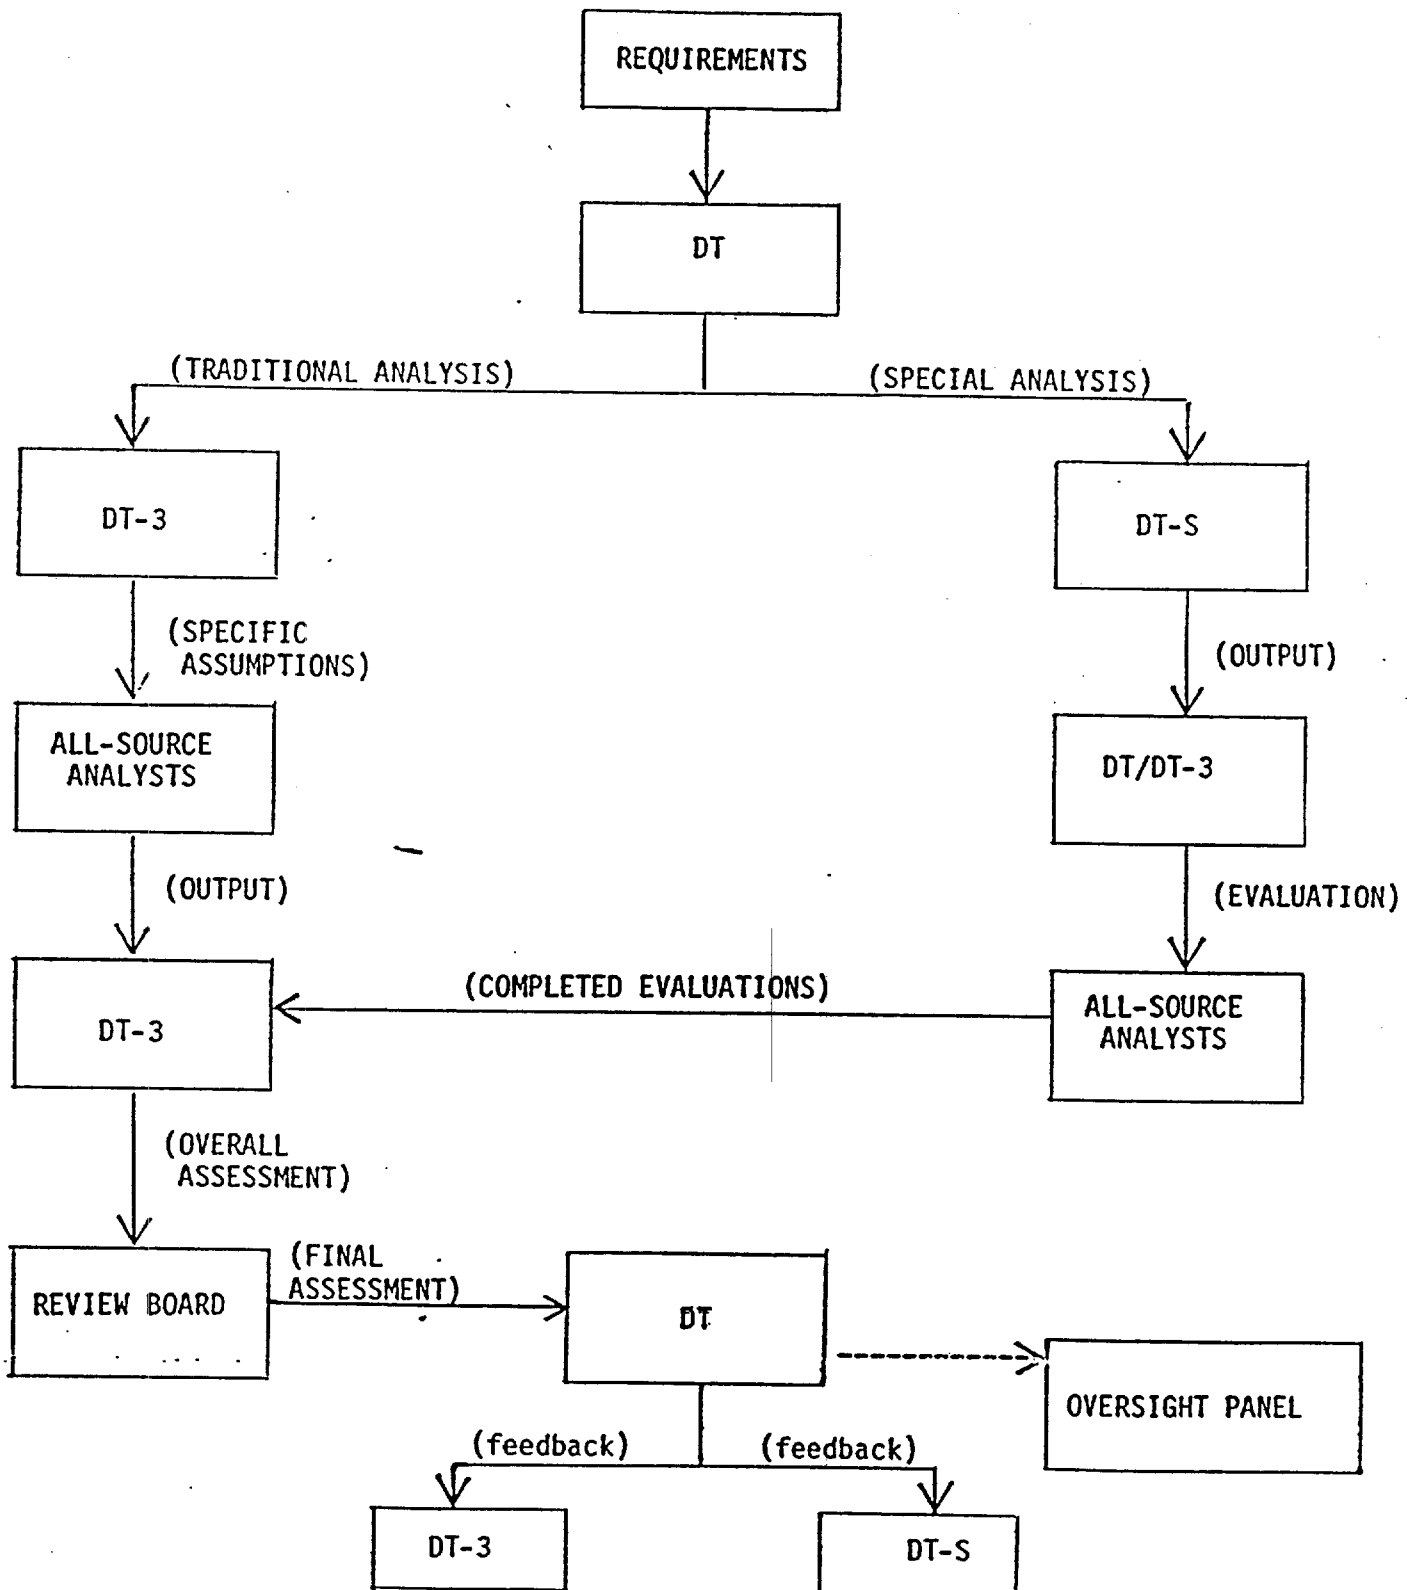 REQUIREMENTS
DT
(TRADITIONAL ANALYSIS)
(SPECIAL ANALYSIS)
DT-3
DT-S
(SPECIFIC
ASSUMPTIONS)
(OUTPUT)
ALL-SOURCE
ANALYSTS
DT/DT-3
(OUTPUT)
(EVALUATION)
DT-3
(COMPLETED EVALUATIONS)
ALL-SOURCE
ANALYSTS
(OVERALL
ASSESSMENT)
REVIEW BOARD
(FINAL
ASSESSMENT)
DT
OVERSIGHT PANEL
(feedback)
(feedback)
DT-3
DT-S